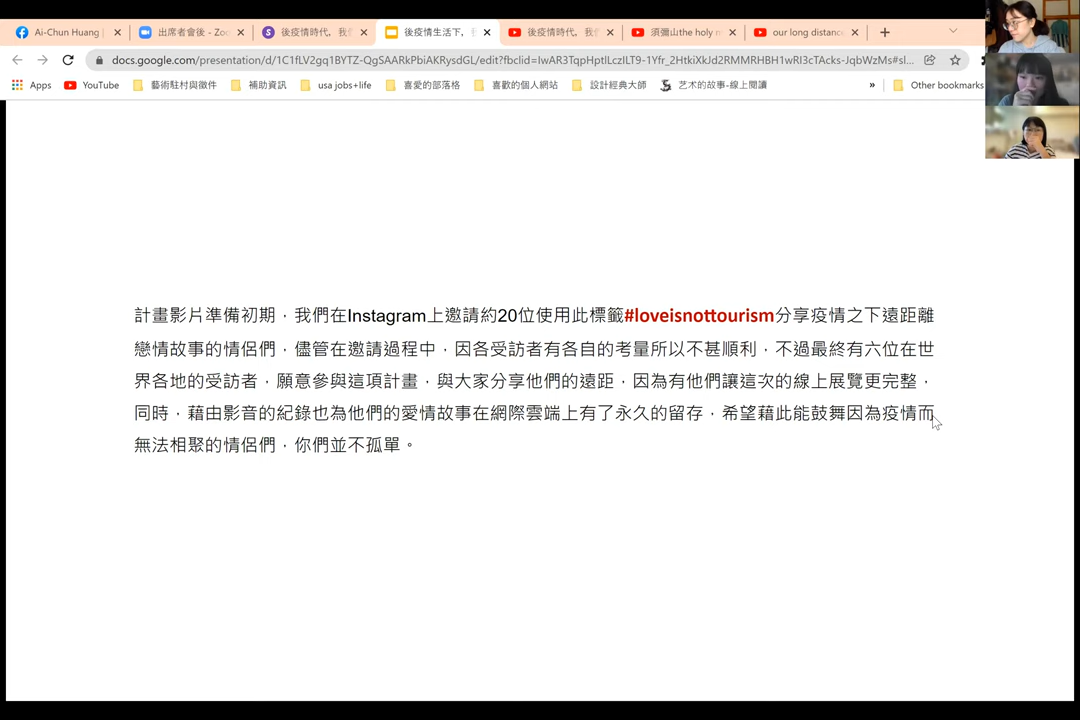 Ai-Chun Huang |
出席者會後 - Zoo
後疫情時代，我們
後疫情生活下，
後疫情時代，我
須彌山the holy m
our long distanc
docs.google.com/presentation/d/1C1fLV2gq1BYTZ-QgSAARkPbiAKRysdGL/edit?fbclid=IwAR3TqpHptlLczILT9-1Yfr_2HtkiXkJd2RMMRHBH1wRI3cTAcks-JqbWzMs#sl...
Apps
YouTube
藝術駐村與徵件
補助資訊
usa jobs+life
喜愛的部落格
喜歡的個人網站
設計經典大師
艺术的故事-線上閱讀
»
Other bookmarks
計畫影片準備初期，我們在Instagram上邀請約20位使用此標籤#loveisnottourism分享疫情之下遠距離
戀情故事的情侶們，儘管在邀請過程中，因各受訪者有各自的考量所以不甚順利，不過最終有六位在世
界各地的受訪者，願意參與這項計畫，與大家分享他們的遠距，因為有他們讓這次的線上展覽更完整，
同時，藉由影音的紀錄也為他們的愛情故事在網際雲端上有了永久的留存，希望藉此能鼓舞因為疫情而
無法相聚的情侶們，你們並不孤單。